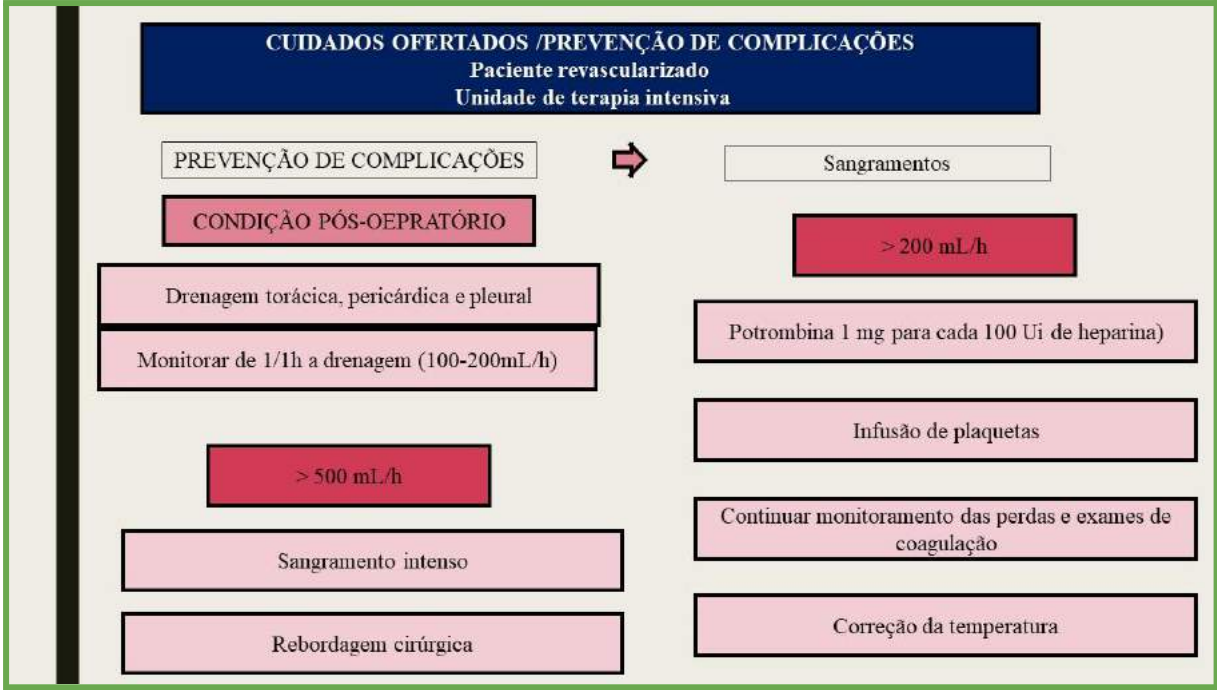 CUIDADOS OFERTADOS /PREVENÇÃO DE COMPLICAÇÕES
Paciente revascularizado
Unidade de terapia intensiva
PREVENÇÃO DE COMPLICAÇÕES
Sangramentos
CONDIÇÃO PÓS-OEPRATÓRIO
Drenagem torácica, pericárdica e pleural
Monitorar de 1/1h a drenagem (100-200mL/h)
> 500 mL/h
Sangramento intenso
Rebordagem cirúrgica
> 200 mL/h
Potrombina 1 mg para cada 100 Ui de heparina)
Infusão de plaquetas
Continuar monitoramento das perdas e exames de
coagulação
Correção da temperatura